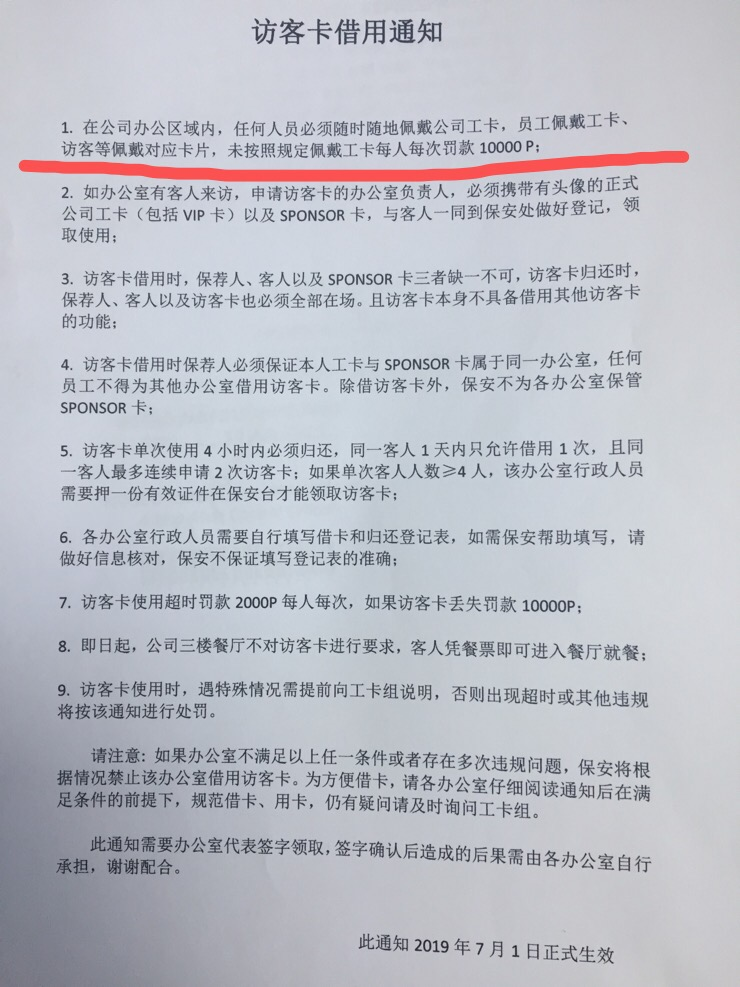 访客卡借用通知
1. 在公司办公区域内，任何人员必须随时随地佩戴公司工卡，员工佩戴工卡、
访客等佩戴对应卡片，未按照规定佩戴工卡每人每次罚款 10000 P；
2. 如办公室有客人来访，申请访客卡的办公室负责人，必须携带有头像的正式
公司工卡（包括 VIP 卡）以及 SPONSOR 卡，与客人一同到保安处做好登记，领
取使用；
3. 访客卡借用时，保荐人、客人以及 SPONSOR 卡三者缺一不可，访客卡归还时，
保荐人、客人以及访客卡也必须全部在场。且访客卡本身不具备借用其他访客卡
的功能；
4. 访客卡借用时保荐人必须保证本人工卡与 SPONSOR 卡属于同一办公室，任何
员工不得为其他办公室借用访客卡。除借访客卡外，保安不为各办公室保管
SPONSOR 卡；
5. 访客卡单次使用 4 小时内必须归还，同一客人 1 天内只允许借用 1 次，且同
一客人最多连续申请 2 次访客卡；如果单次客人人数≥4 人，该办公室行政人员
需要押一份有效证件在保安台才能领取访客卡；
6. 各办公室行政人员需要自行填写借卡和归还登记表，如需保安帮助填写，请
做好信息核对，保安不保证填写登记表的准确；
7. 访客卡使用超时罚款 2000P 每人每次，如果访客卡丢失罚款 10000P；
8. 即日起，公司三楼餐厅不对访客卡进行要求，客人凭餐票即可进入餐厅就餐；
9. 访客卡使用时，遇特殊情况需提前向工卡组说明，否则出现超时或其他违规
将按该通知进行处罚。
请注意: 如果办公室不满足以上任一条件或者存在多次违规问题，保安将根
据情况禁止该办公室借用访客卡。为方便借卡，请各办公室仔细阅读通知后在满
足条件的前提下，规范借卡、用卡，仍有疑问请及时询问工卡组。
此通知需要办公室代表签字领取，签字确认后造成的后果需由各办公室自行
承担，谢谢配合。
此通知 2019 年 7 月 1 日正式生效